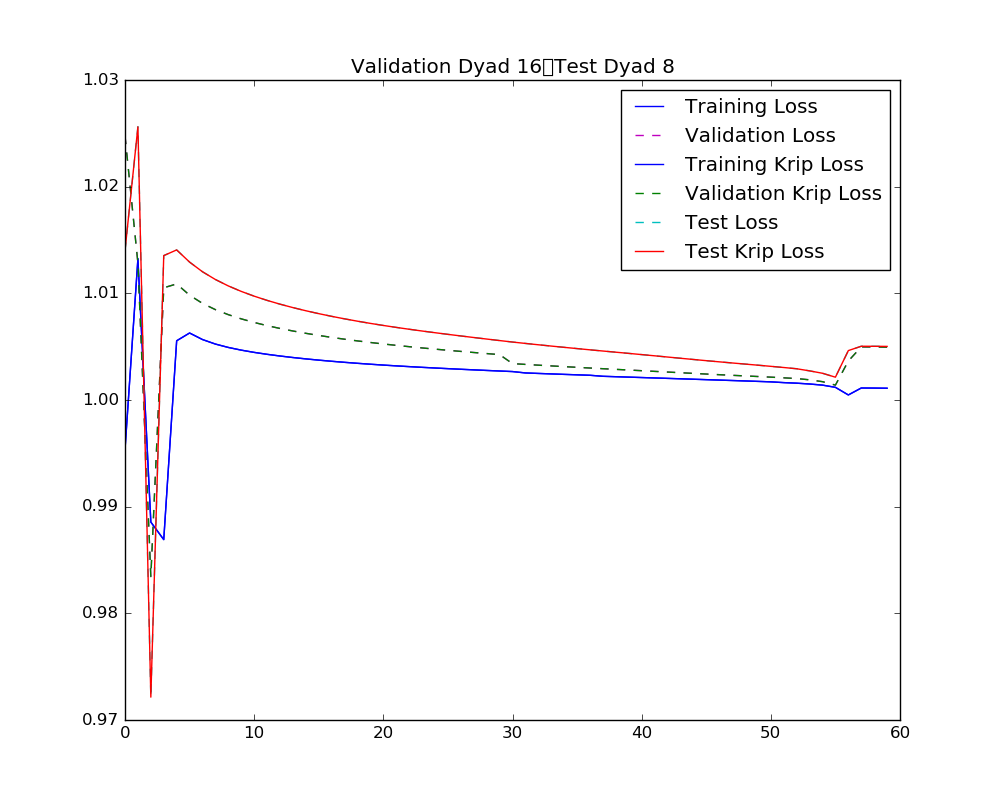 Validation Dyad 16▯Test Dyad 8
1.03
1.02
1.01
1.00
0.99
0.98
0.97
0
10
20
30
40
50
60
Training Loss
Validation Loss
Training Krip Loss
Validation Krip Loss
Test Loss
Test Krip Loss